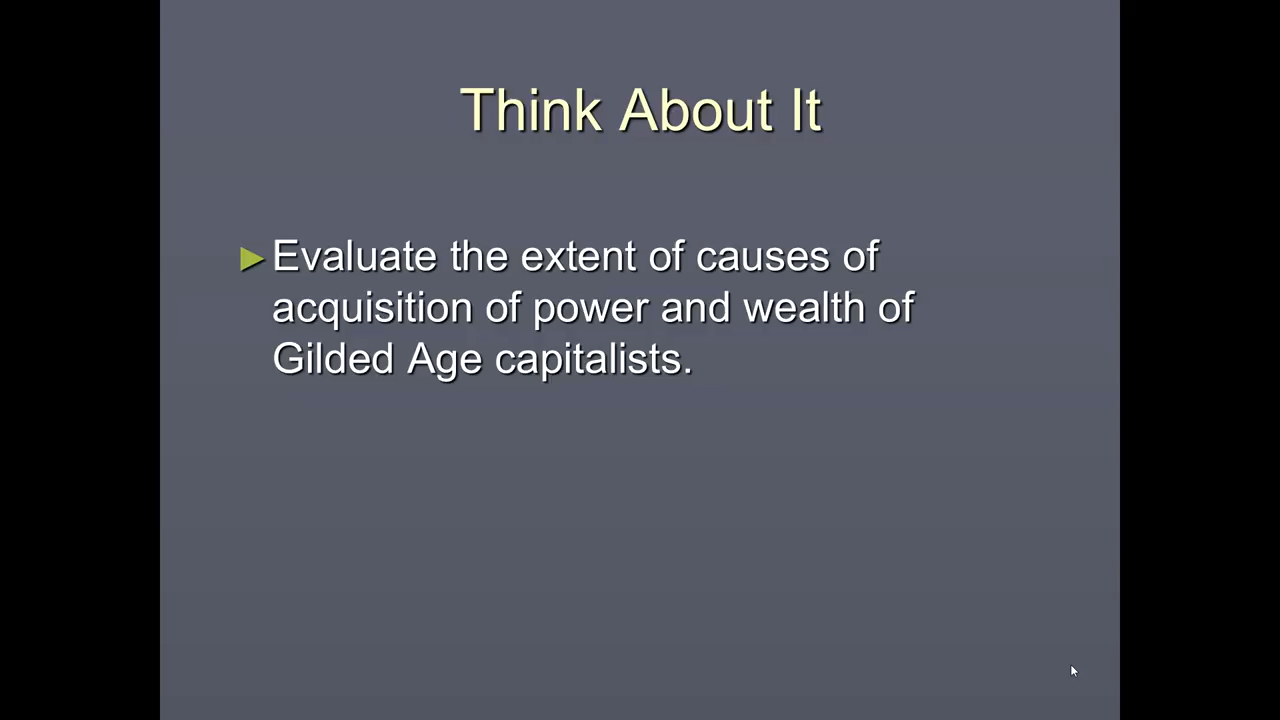 Think About It
Evaluate the extent of causes of
acquisition of power and wealth of
Gilded Age capitalists.